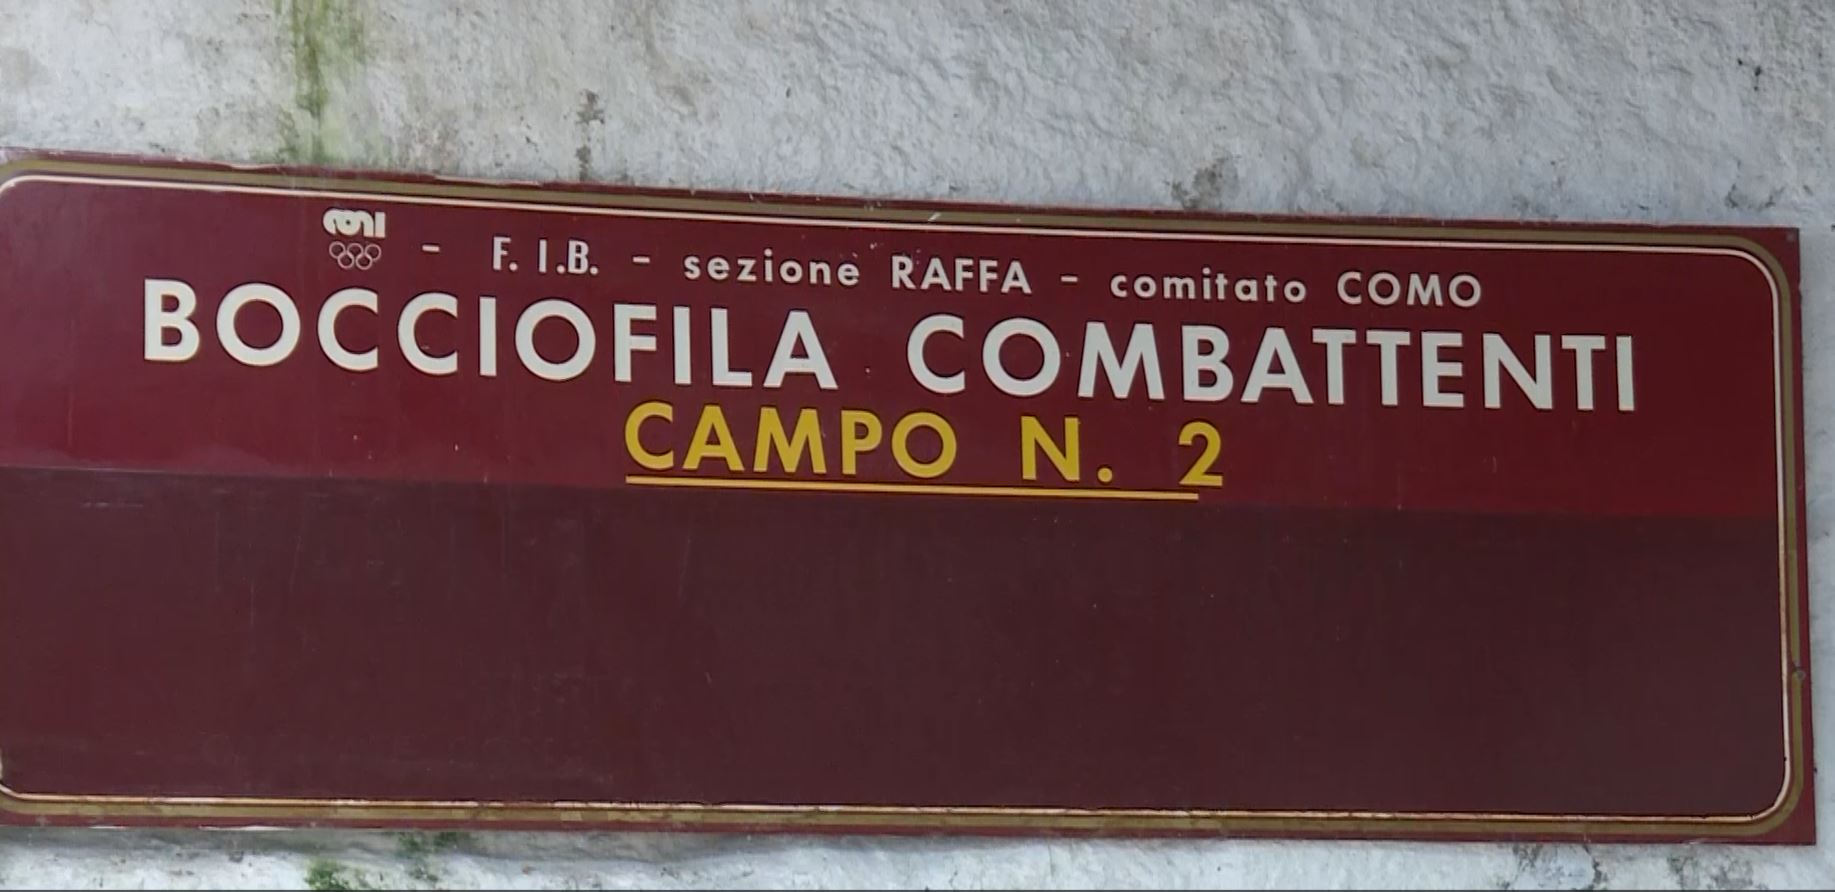 CONI - F. I.B. - sezione RAFFA - comitato COMO
BOCCIOFILA COMBATTENTI
CAMPO N. 2